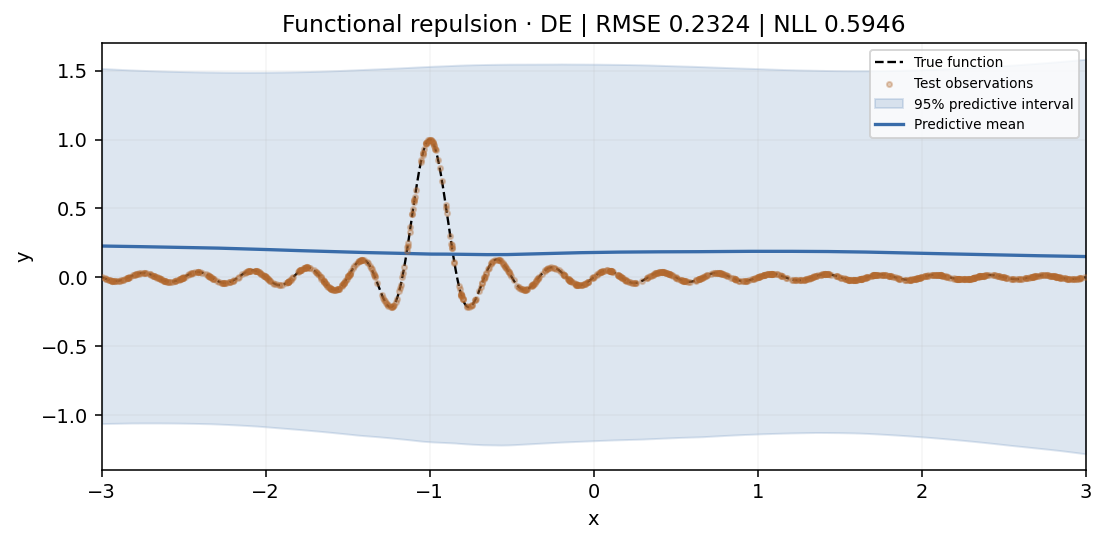 Functional repulsion · DE | RMSE 0.2324 | NLL 0.5946
True function
Test observations
95% predictive interval
Predictive mean
1.5
1.0
0.5
0.0
−0.5
−1.0
y
−3
−2
−1
0
1
2
3
x